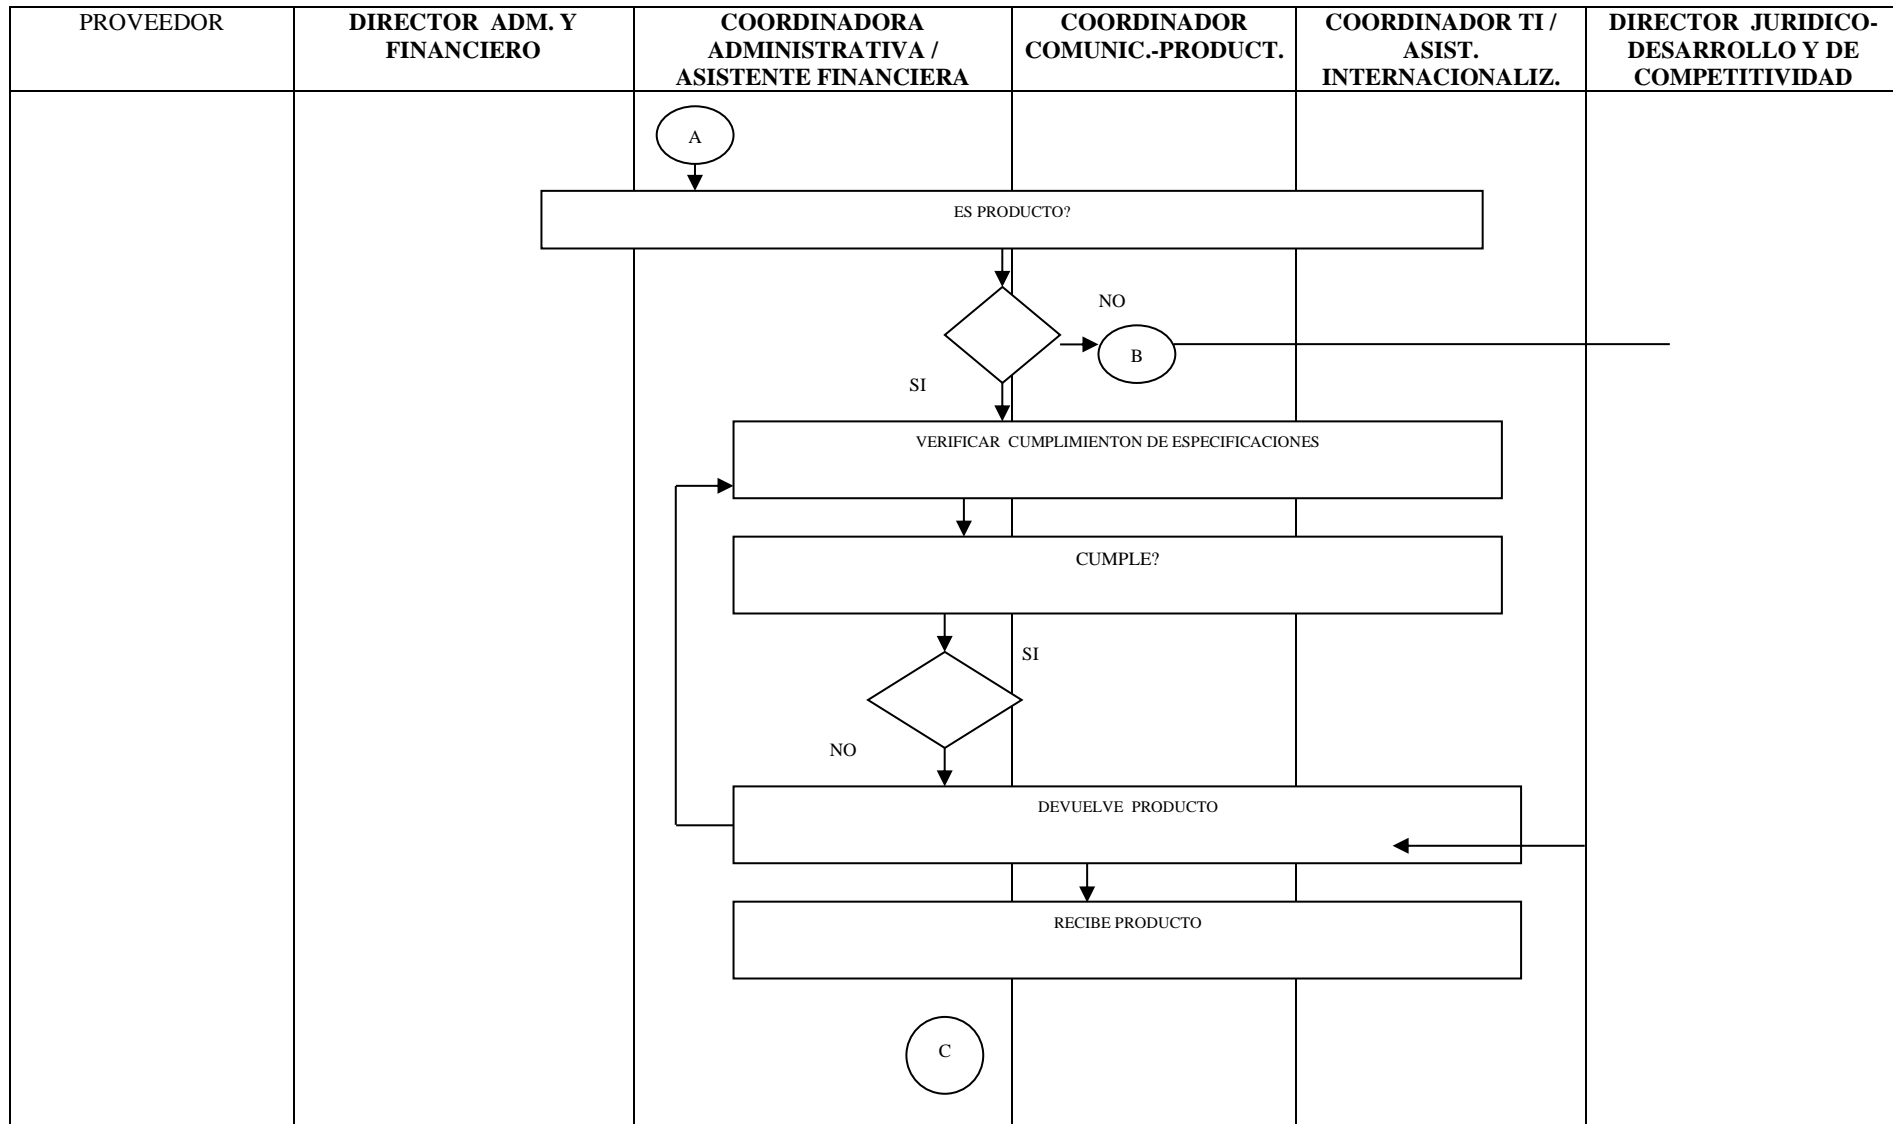 PROVEEDOR
DIRECTOR ADM. Y
FINANCIERO
COORDINADORA
ADMINISTRATIVA /
ASISTENTE FINANCIERA
COORDINADOR
COMUNIC.-PRODUCT.
COORDINADOR TI /
ASIST.
INTERNACIONALIZ.
DIRECTOR JURIDICO-
DESARROLLO Y DE
COMPETITIVIDAD
A
ES PRODUCTO?
NO
B
SI
VERIFICAR CUMPLIMIENTON DE ESPECIFICACIONES
CUMPLE?
SI
NO
DEVUELVE PRODUCTO
RECIBE PRODUCTO
C